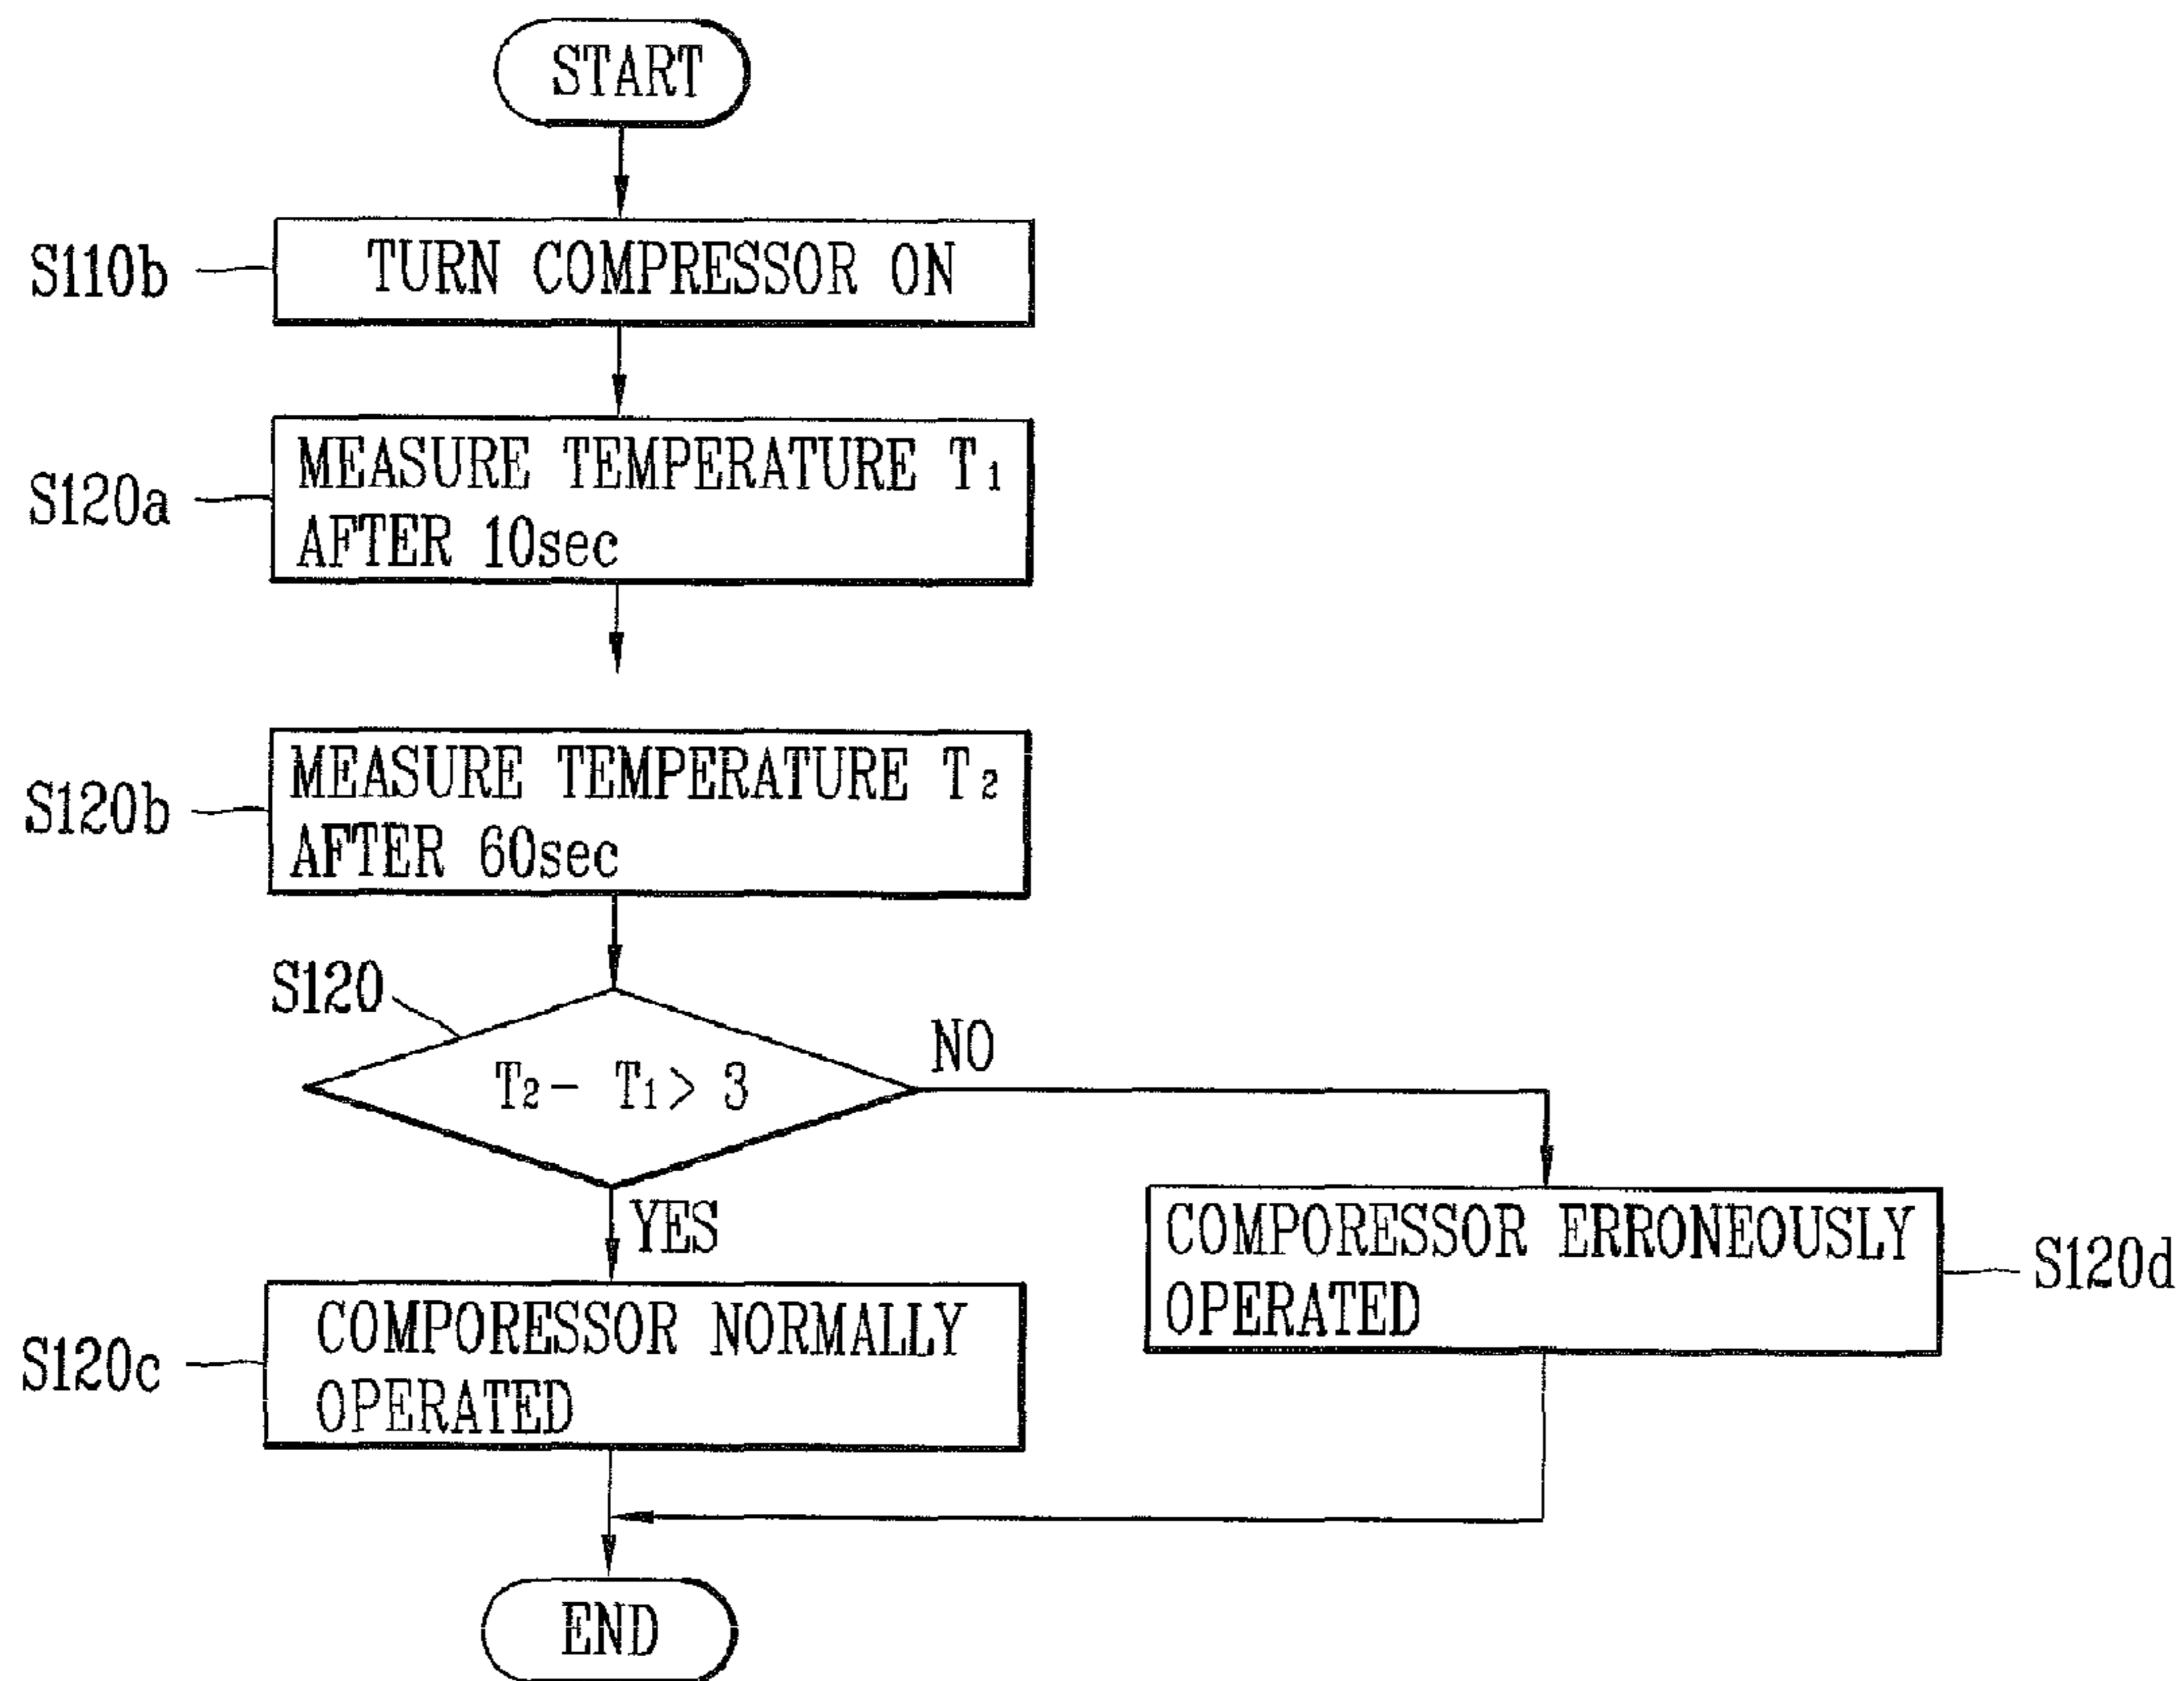 START
S110b
TURN COMPRESSOR ON
S120a
MEASURE TEMPERATURE T₁
AFTER 10sec
S120b
MEASURE TEMPERATURE T₂
AFTER 60sec
S120
T₂ - T₁ > 3
NO
YES
COMPORESSOR ERRONEOUSLY
OPERATED
S120d
S120c
COMPORESSOR NORMALLY
OPERATED
END